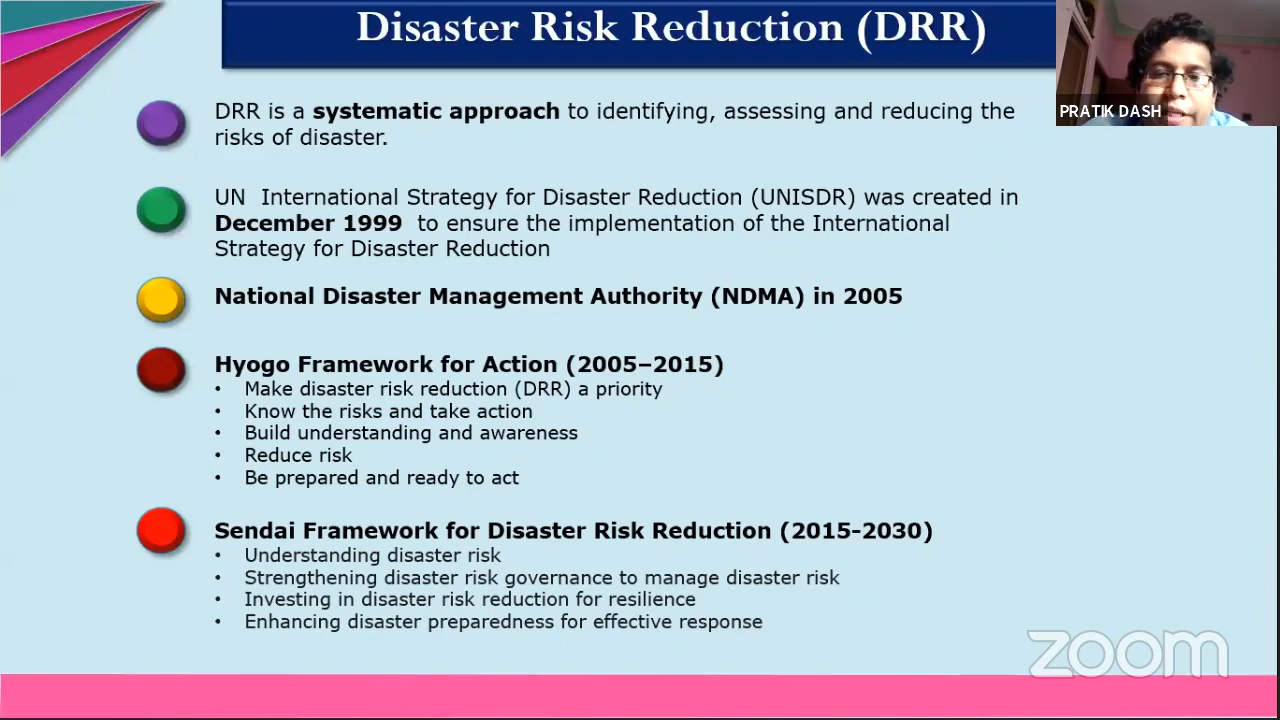 Disaster Risk Reduction (DRR)
PRATIK DASH
DRR is a systematic approach to identifying, assessing and reducing the
risks of disaster.
UN International Strategy for Disaster Reduction (UNISDR) was created in
December 1999 to ensure the implementation of the International
Strategy for Disaster Reduction
National Disaster Management Authority (NDMA) in 2005
Hyogo Framework for Action (2005–2015)
• Make disaster risk reduction (DRR) a priority
• Know the risks and take action
• Build understanding and awareness
• Reduce risk
• Be prepared and ready to act
Sendai Framework for Disaster Risk Reduction (2015-2030)
• Understanding disaster risk
• Strengthening disaster risk governance to manage disaster risk
• Investing in disaster risk reduction for resilience
• Enhancing disaster preparedness for effective response
zoom